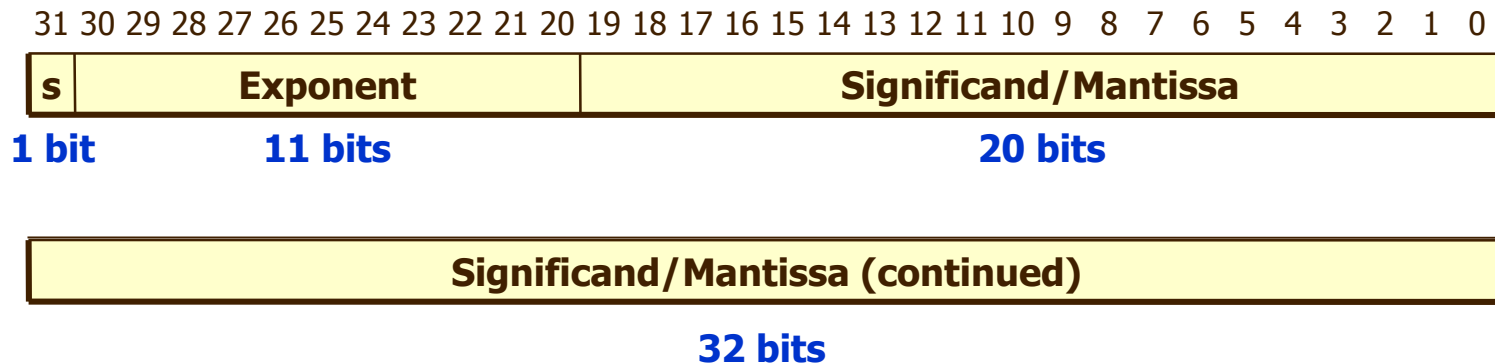 31 30 29 28 27 26 25 24 23 22 21 20 19 18 17 16 15 14 13 12 11 10 9 8 7 6 5 4 3 2 1 0
s Exponent Significand/Mantissa
1 bit 11 bits 20 bits
Significand/Mantissa (continued)
32 bits